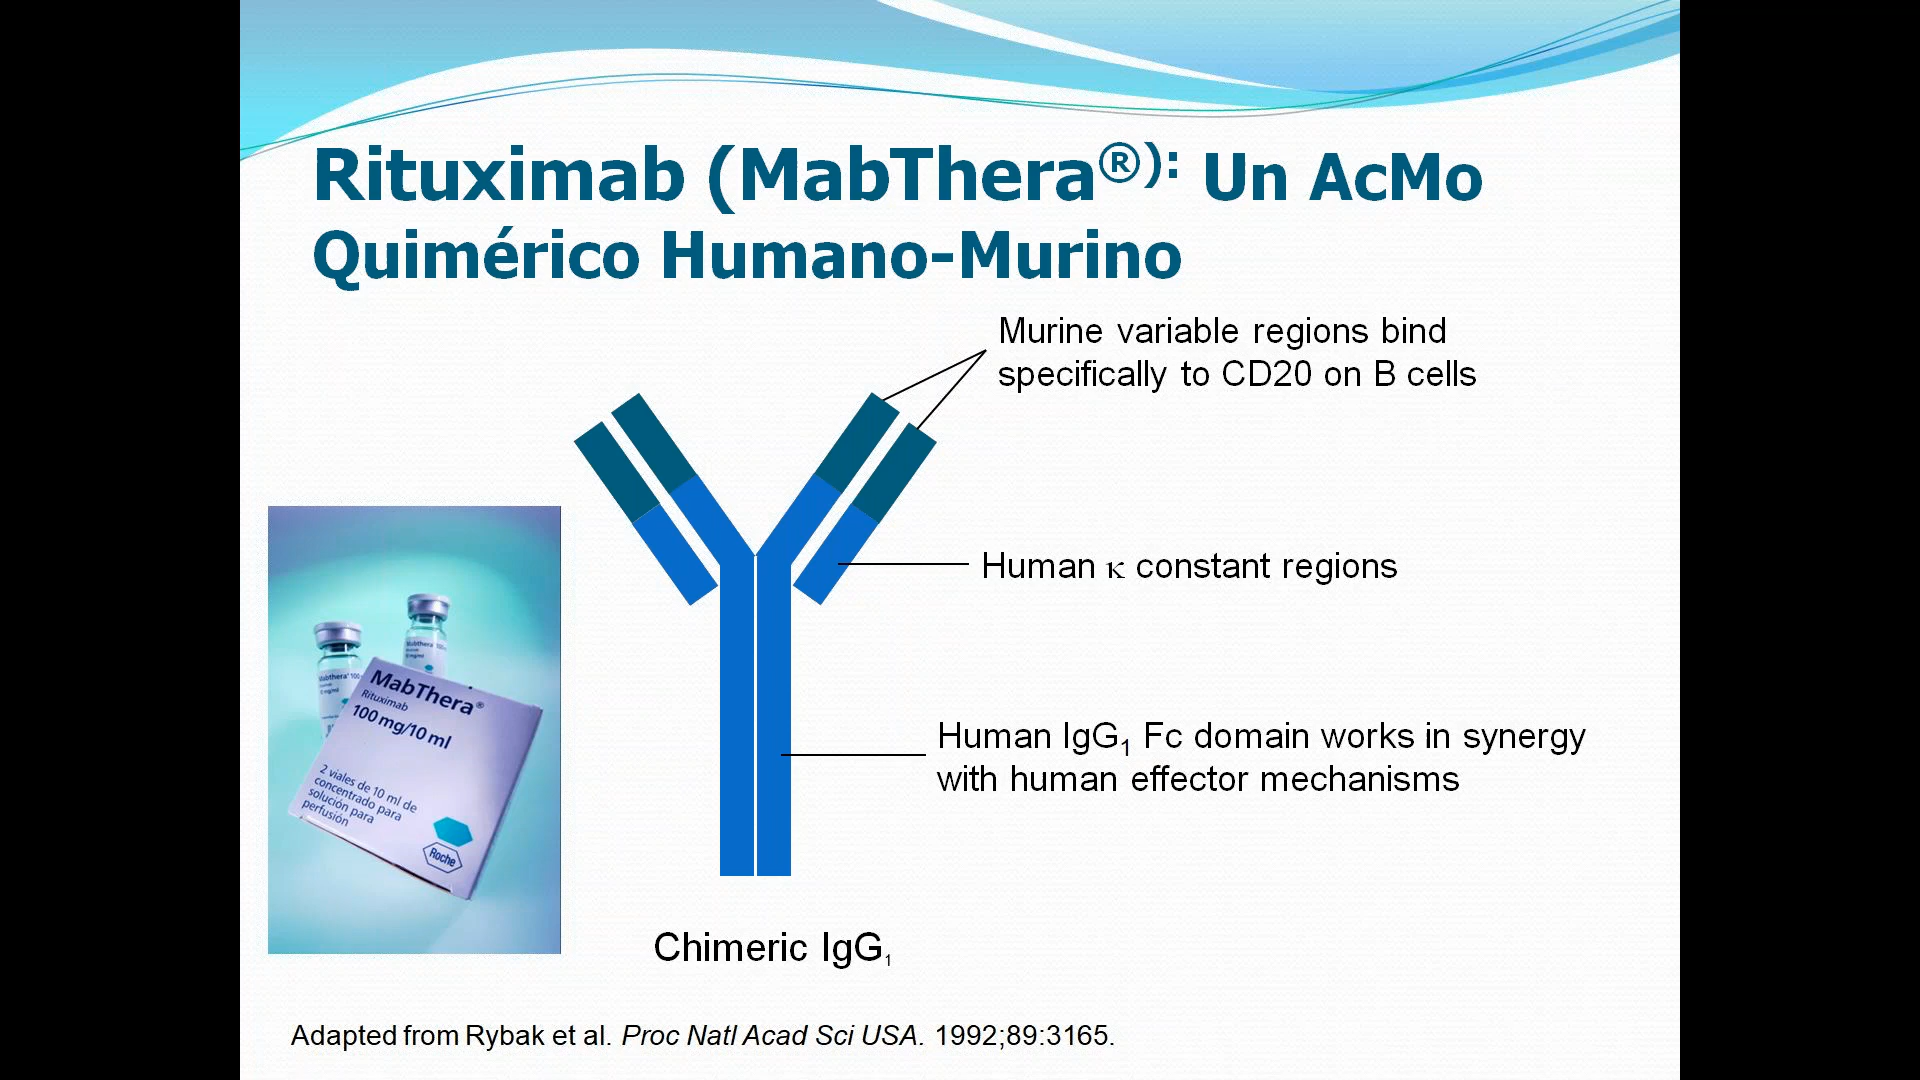 Rituximab (MabThera®): Un AcMo
Quimérico Humano-Murino
Murine variable regions bind
specifically to CD20 on B cells
Human κ constant regions
Human IgG1 Fc domain works in synergy
with human effector mechanisms
Mabthera
Mabthera® 100
MabThera®
Rituximab
100 mg/10 ml
2 viales de 10 ml de
concentrado para
solución para
perfusión
Roche
Chimeric IgG1
Adapted from Rybak et al. Proc Natl Acad Sci USA. 1992;89:3165.